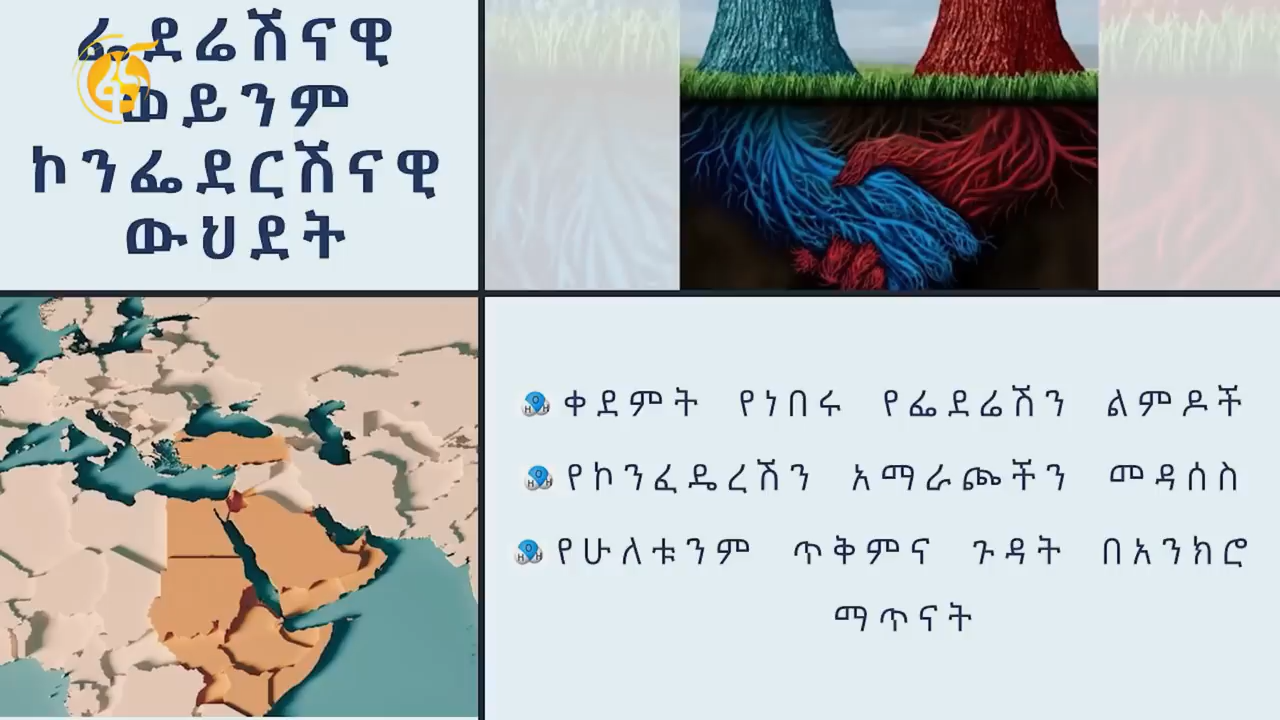 ፌደሬሽናዊ
ወይንም
ኮንፌደርሽናዊ
ውህደት
ቀደምት የነበሩ የፌደሬሽን ልምዶች
የኮንፈዴረሽን አማራጮችን መዳሰስ
የሁለቱንም ጥቅምና ጉዳት በአንክሮ
ማጥናት